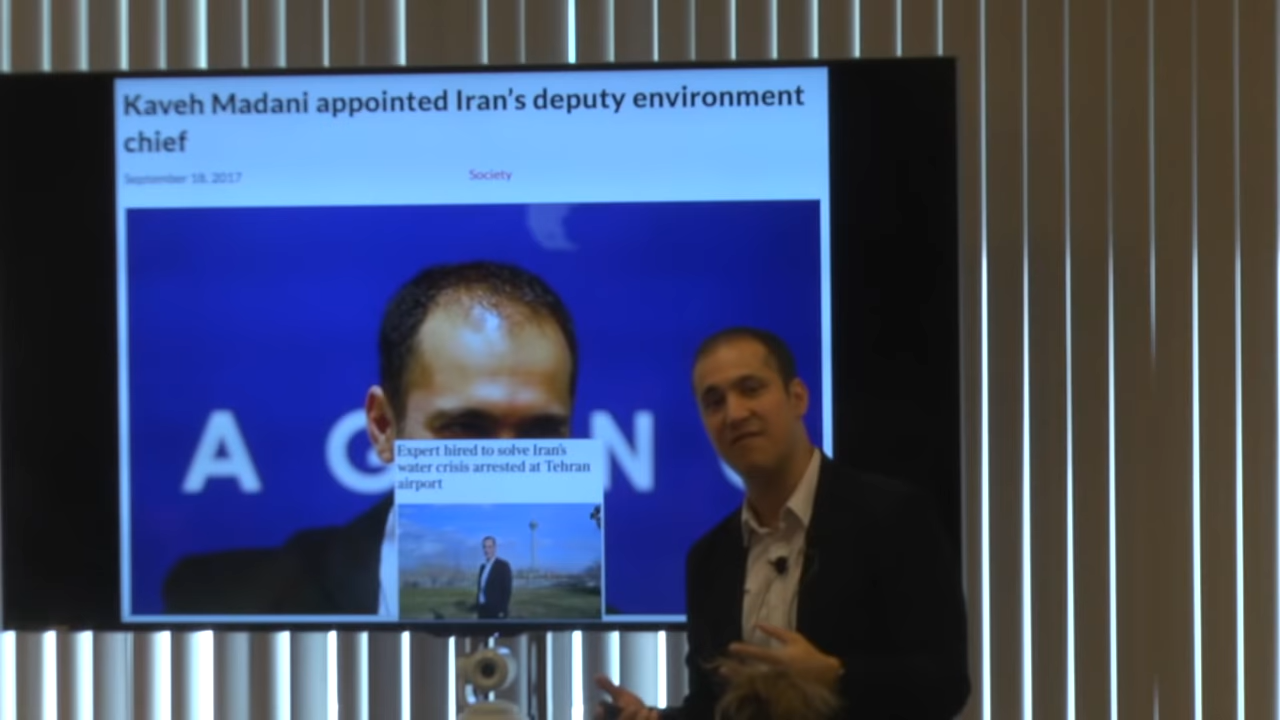 Kaveh Madani appointed Iran's deputy environment
chief
September 18, 2017
Society
A G N
Expert hired to solve Iran's
water crisis arrested at Tehran
airport